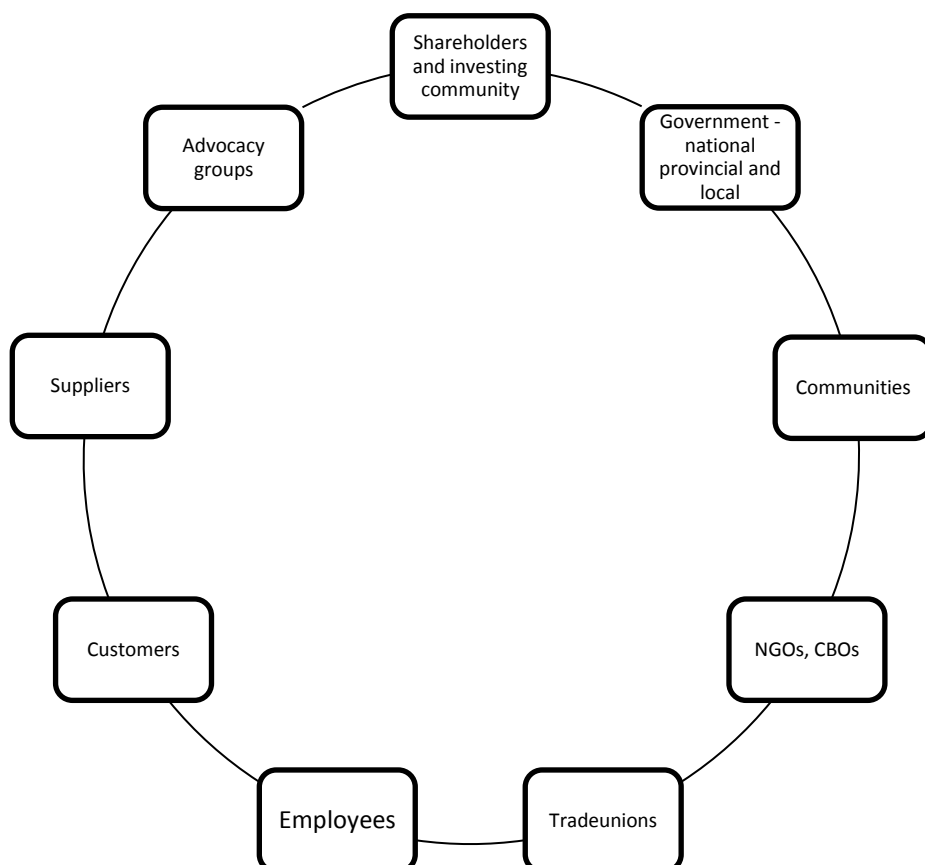 Shareholders
and investing
community
Government -
national
provincial and
local
Communities
NGOs, CBOs
Tradeunions
Employees
Customers
Suppliers
Advocacy
groups